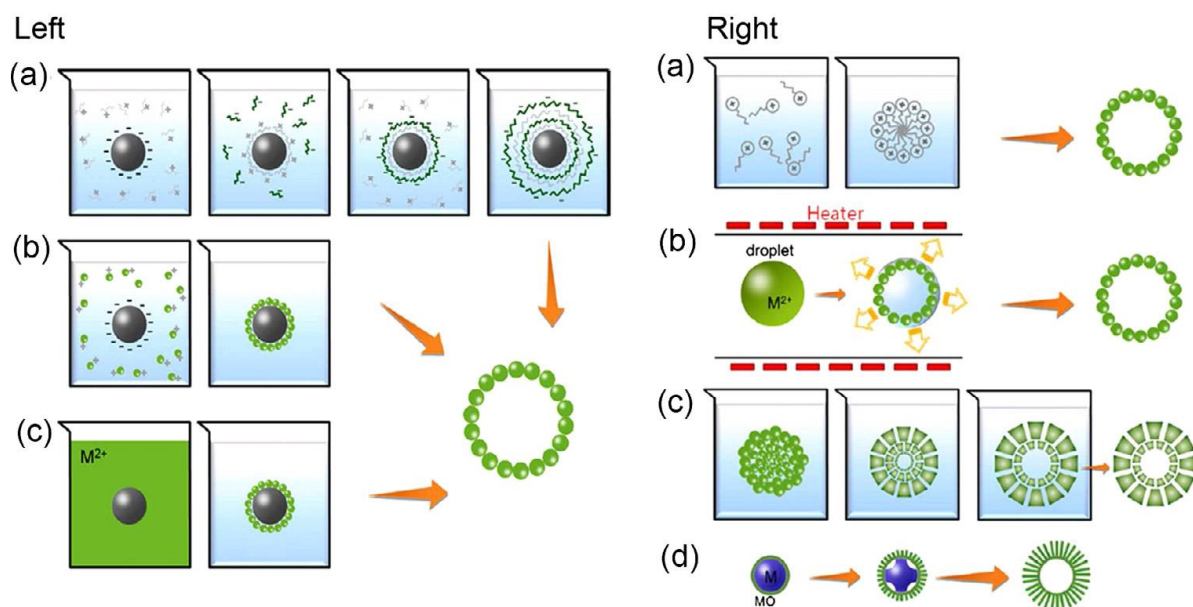 Left
(a)
(b)
(c)
M²⁺
Right
(a)
Heater
(b)
droplet
M²⁺
(c)
(d)
M
MO